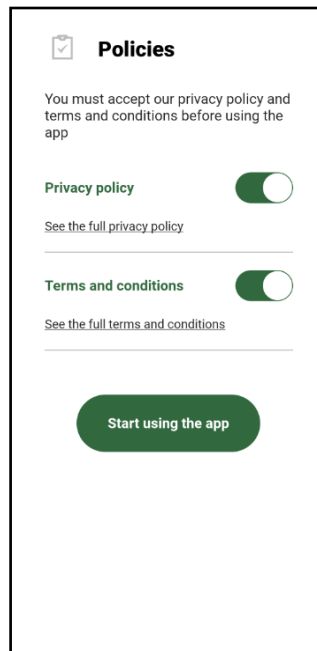 Policies
You must accept our privacy policy and
terms and conditions before using the
app
Privacy policy
See the full privacy policy
Terms and conditions
See the full terms and conditions
Start using the app